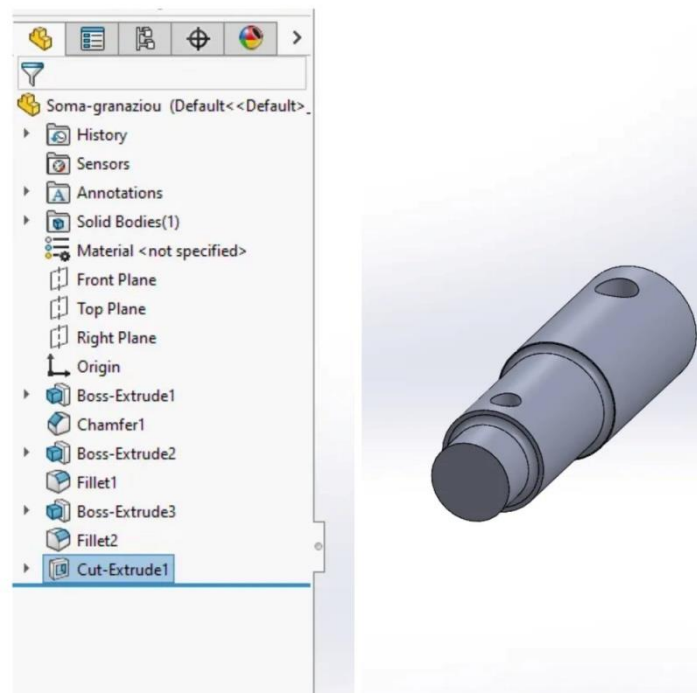 Soma-granaziou (Default<<Default>_
History
Sensors
Annotations
Solid Bodies(1)
Material <not specified>
Front Plane
Top Plane
Right Plane
Origin
Boss-Extrude1
Chamfer1
Boss-Extrude2
Fillet1
Boss-Extrude3
Fillet2
Cut-Extrude1